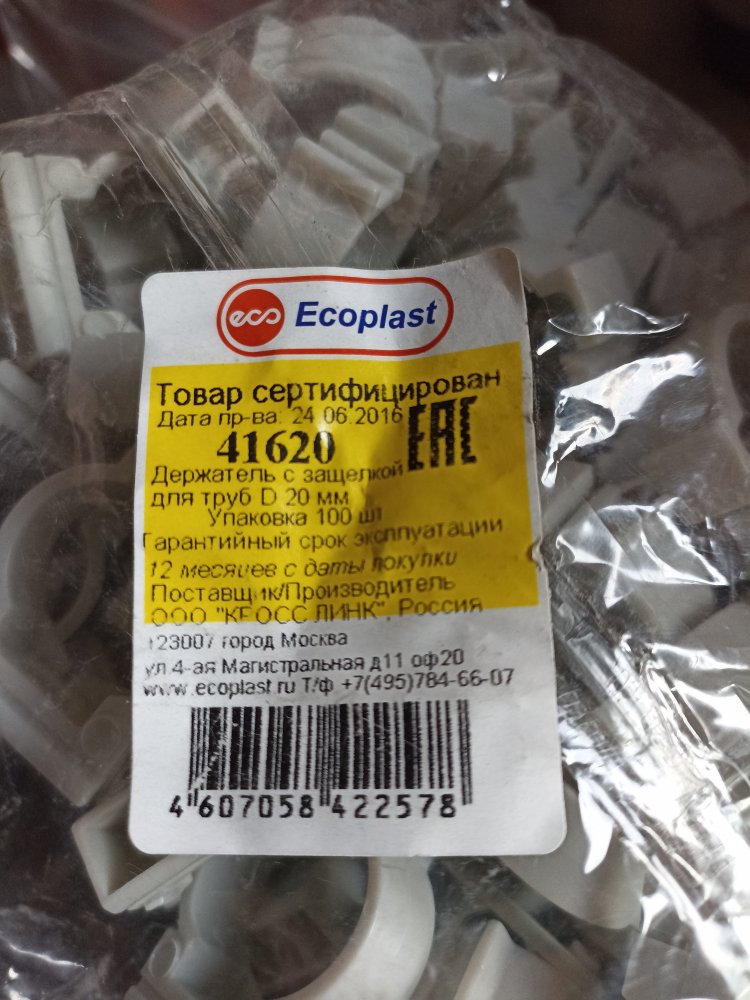 eco Ecoplast
Товар сертифицирован
Дата пр-ва: 24.06.2016
EAC
41620
Держатель с защелкой
для труб D 20 мм
Упаковка 100 шт
Гарантийный срок эксплуатации
12 месяцев с даты покупки
Поставщик/Производитель
ООО "КЕОСС ЛИНК", Россия
123007 город Москва
ул.4-ая Магистральная д11 оф20
www.ecoplast.ru Т/ф +7(495)784-66-07
4 607058 422578